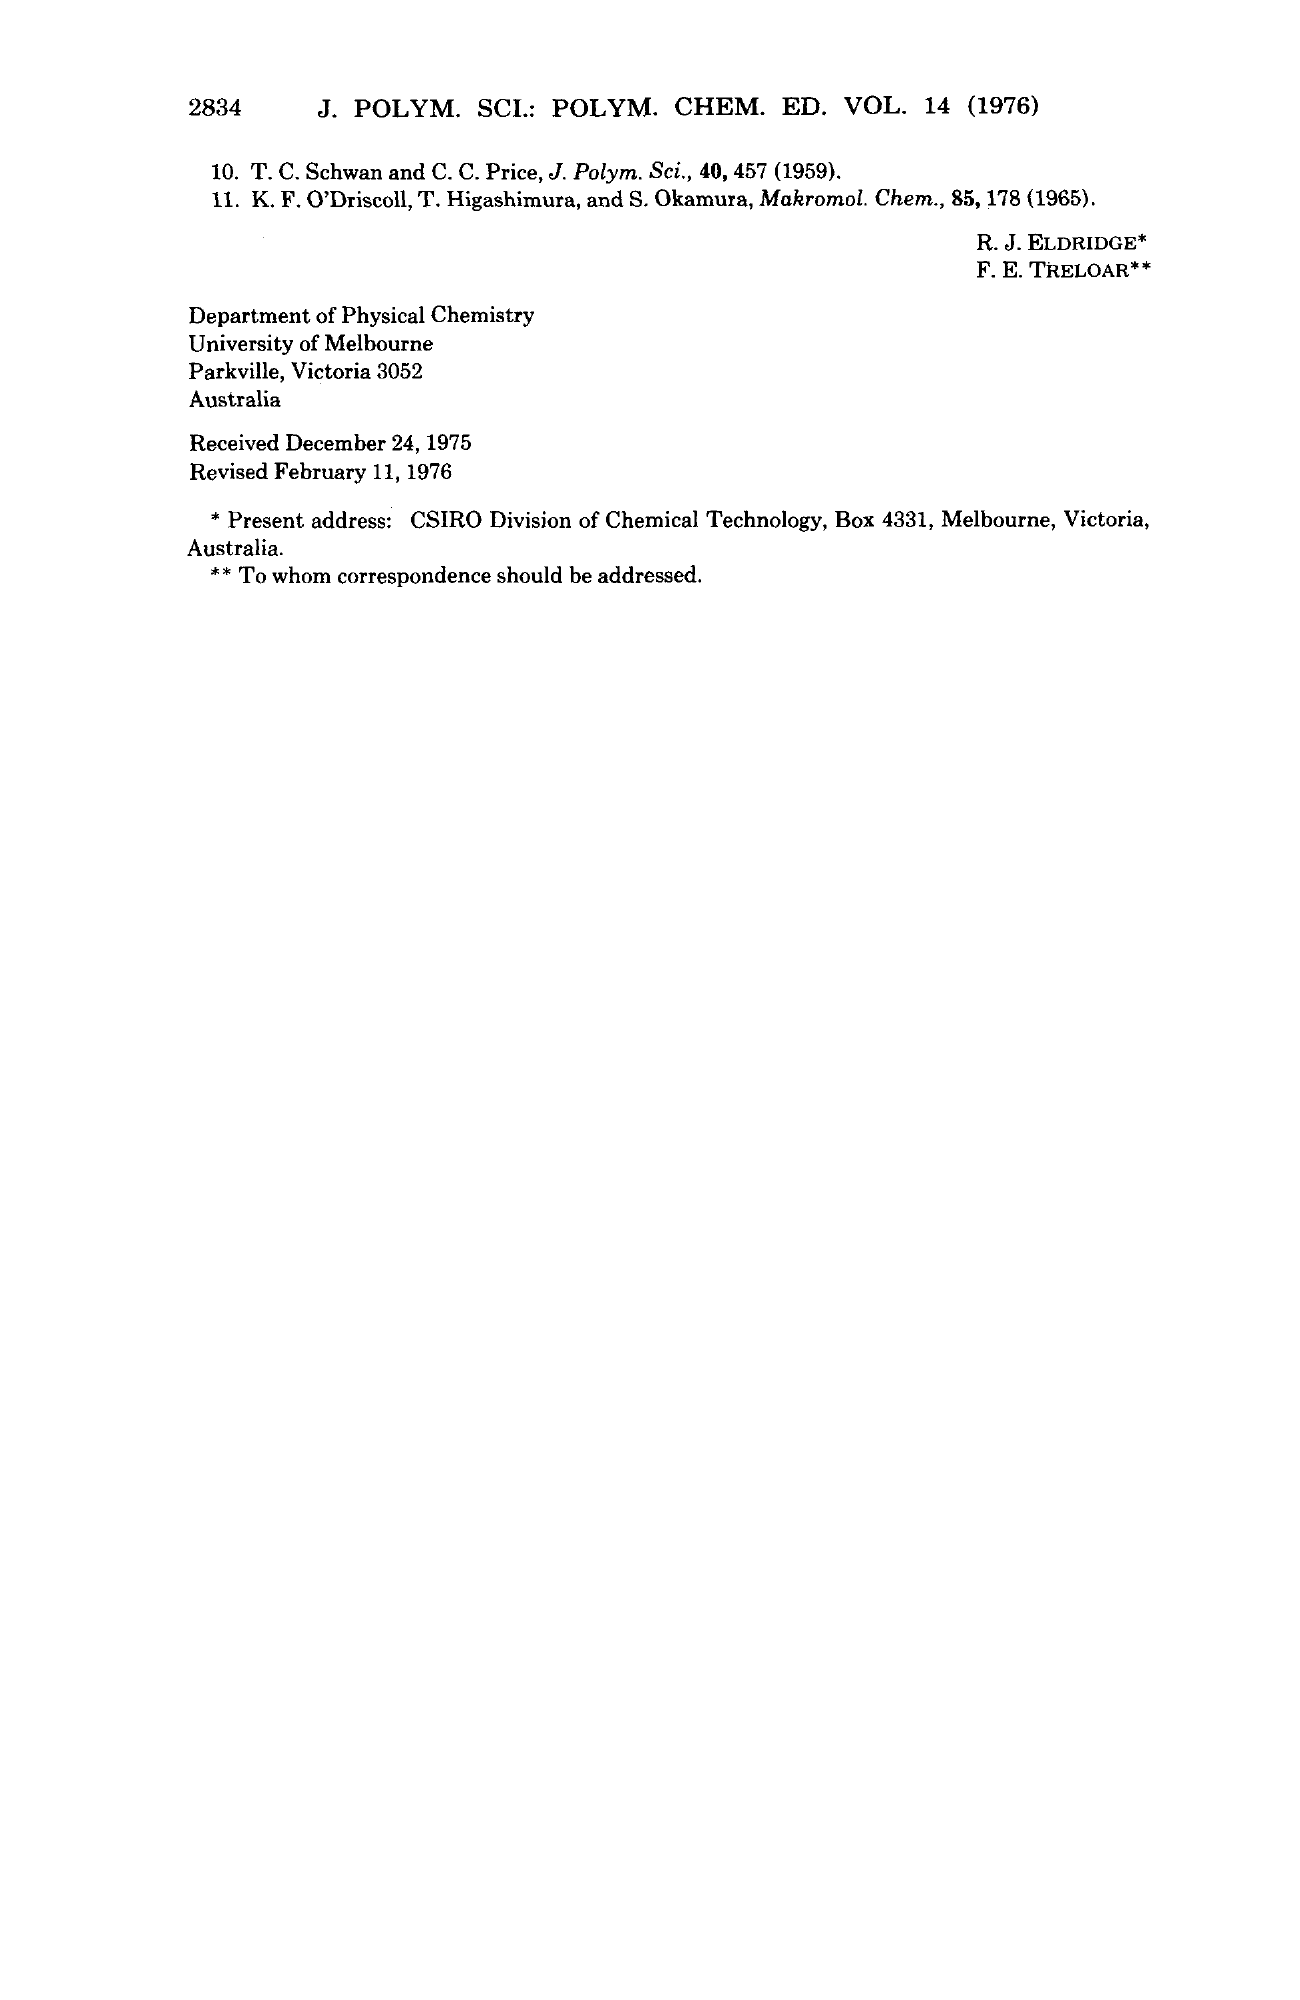 2834 J. POLYM. SCI.: POLYM. CHEM. ED. VOL. 14 (1976)
10. T. C. Schwan and C. C. Price, J. Polym. Sci., 40, 457 (1959).
11. K. F. O'Driscoll, T. Higashimura, and S. Okamura, Makromol. Chem., 85, 178 (1965).
R. J. ELDRIDGE*
F. E. TRELOAR**
Department of Physical Chemistry
University of Melbourne
Parkville, Victoria 3052
Australia
Received December 24, 1975
Revised February 11, 1976
* Present address: CSIRO Division of Chemical Technology, Box 4331, Melbourne, Victoria,
Australia.
** To whom correspondence should be addressed.